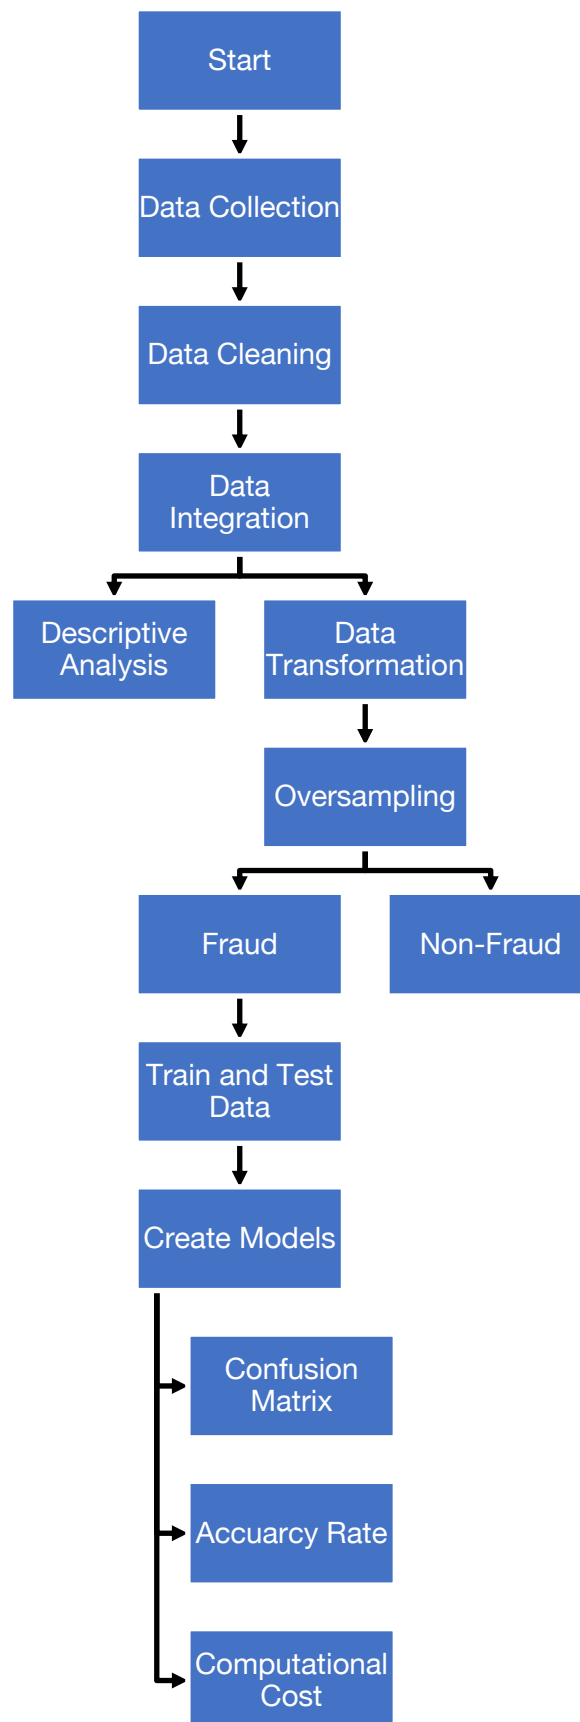 Start
Data Collection
Data Cleaning
Data
Integration
Descriptive
Analysis
Data
Transformation
Oversampling
Fraud
Non-Fraud
Train and Test
Data
Create Models
Confusion
Matrix
Accuarcy Rate
Computational
Cost